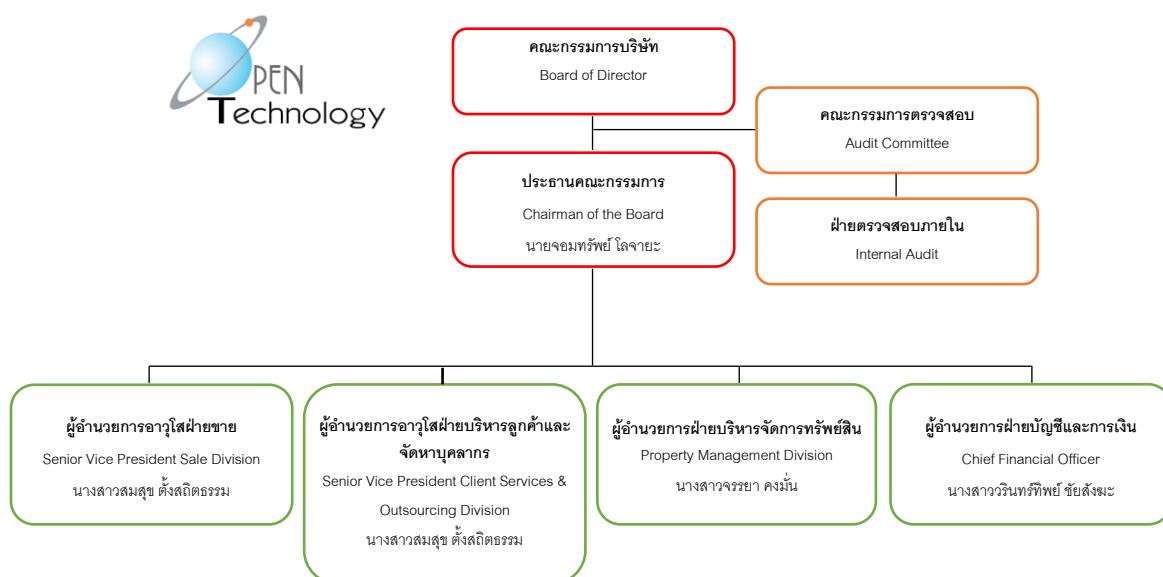 OPEN
Technology
คณะกรรมการบริษัท
Board of Director
คณะกรรมการตรวจสอบ
Audit Committee
ประธานคณะกรรมการ
Chairman of the Board
นายจอมทรัพย์ โลจายะ
ฝ่ายตรวจสอบภายใน
Internal Audit
ผู้อำนวยการอาวุโสฝ่ายขาย
Senior Vice President Sale Division
นางสาวสมสุข ตั้งสถิตธรรม
ผู้อำนวยการอาวุโสฝ่ายบริหารลูกค้าและ
จัดหาบุคลากร
Senior Vice President Client Services &
Outsourcing Division
นางสาวสมสุข ตั้งสถิตธรรม
ผู้อำนวยการฝ่ายบริหารจัดการทรัพย์สิน
Property Management Division
นางสาวจรรยา คงมั่น
ผู้อำนวยการฝ่ายบัญชีและการเงิน
Chief Financial Officer
นางสาววรินทร์ทิพย์ ชัยสังฆะ